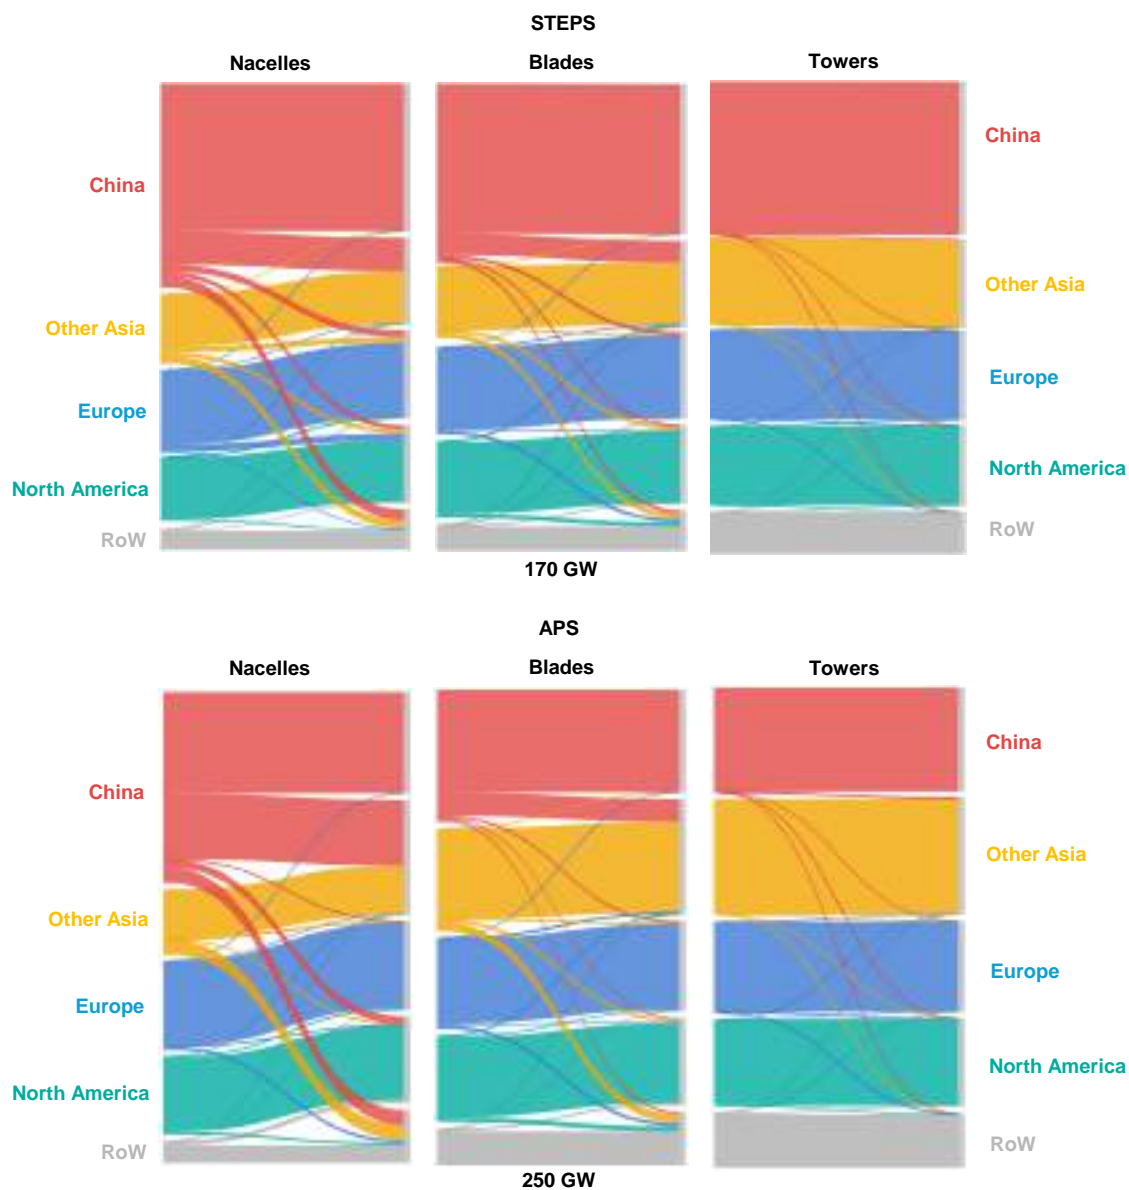 STEPS
Nacelles Blades Towers
China China
Other Asia Other Asia
Europe Europe
North America North America
RoW RoW
170 GW
APS
Nacelles Blades Towers
China China
Other Asia Other Asia
Europe Europe
North America North America
RoW RoW
250 GW